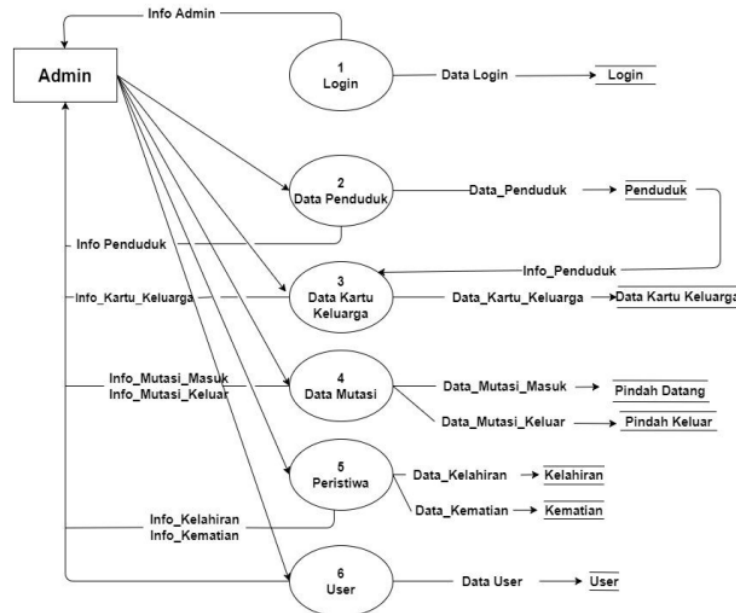 Info Admin
Admin
1
Login
Data Login
Login
2
Data Penduduk
Data_Penduduk
Penduduk
Info Penduduk
Info_Penduduk
Info_Kartu_Keluarga
3
Data Kartu
Keluarga
Data_Kartu_Keluarga
Data Kartu Keluarga
Info_Mutasi_Masuk
Info_Mutasi_Keluar
4
Data Mutasi
Data_Mutasi_Masuk
Pindah Datang
Data_Mutasi_Keluar
Pindah Keluar
5
Peristiwa
Data_Kelahiran
Kelahiran
Data_Kematian
Kematian
Info_Kelahiran
Info_Kematian
6
User
Data User
User